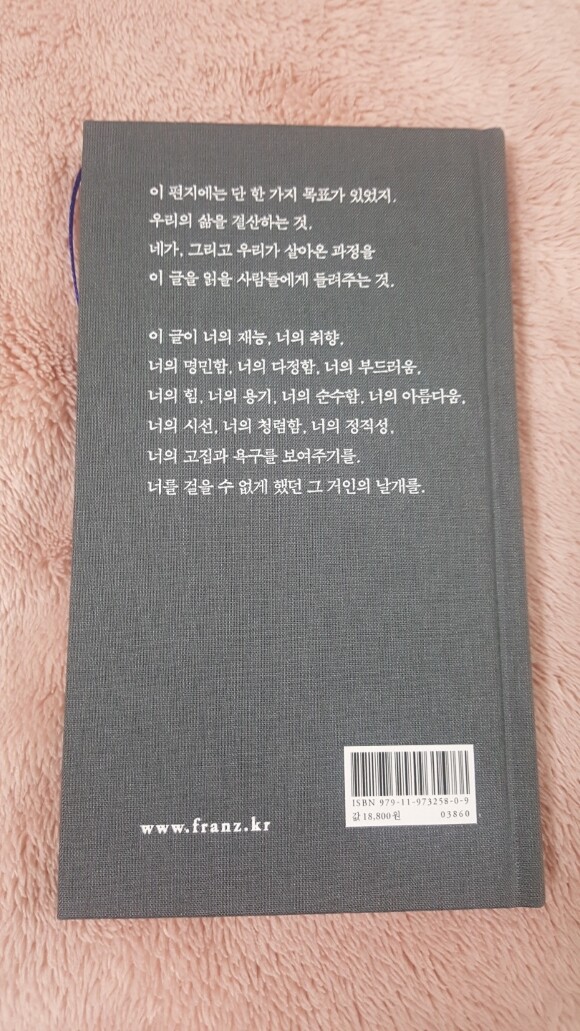 이 편지에는 단 한 가지 목표가 있었지.
우리의 삶을 결산하는 것.
네가, 그리고 우리가 살아온 과정을
이 글을 읽을 사람들에게 들려주는 것.
이 글이 너의 재능, 너의 취향,
너의 명민함, 너의 다정함, 너의 부드러움,
너의 힘, 너의 용기, 너의 순수함, 너의 아름다움,
너의 시선, 너의 청렴함, 너의 정직성,
너의 고집과 욕구를 보여주기를.
너를 걸을 수 없게 했던 그 거인의 날개를.
ISBN 979-11-973258-0-9
값 18,800원 03860
www.franz.kr